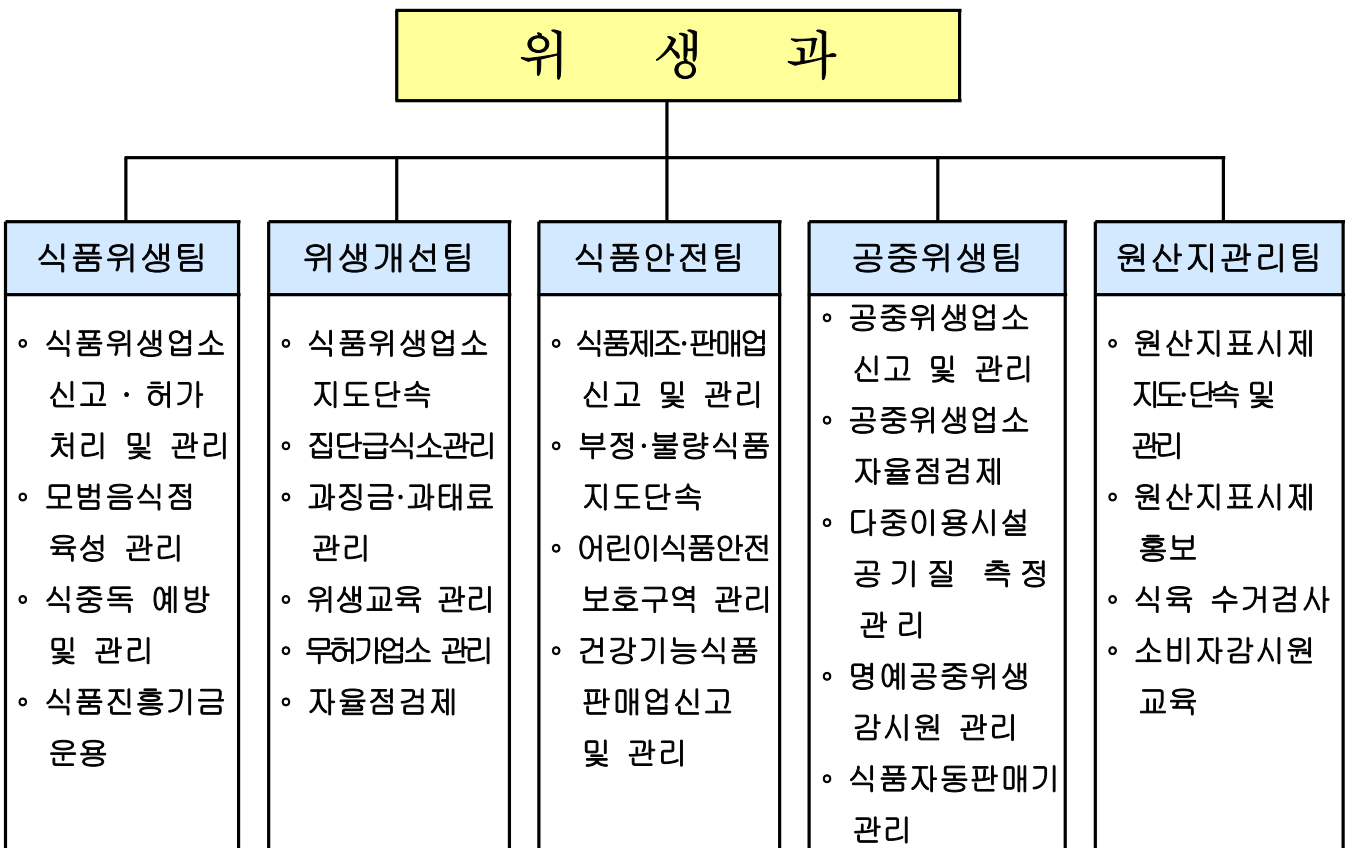 위 생 과
식품위생팀
◦ 식품위생업소
신고 · 허가
처리 및 관리
◦ 모범음식점
육성 관리
◦ 식중독 예방
및 관리
◦ 식품진흥기금
운용
위생개선팀
◦ 식품위생업소
지도단속
◦ 집단급식소관리
◦ 과징금·과태료
관리
◦ 위생교육 관리
◦ 무허가업소 관리
◦ 자율점검제
식품안전팀
◦ 식품제조·판매업
신고 및 관리
◦ 부정·불량식품
지도단속
◦ 어린이식품안전
보호구역 관리
◦ 건강기능식품
판매업신고
및 관리
공중위생팀
◦ 공중위생업소
신고 및 관리
◦ 공중위생업소
자율점검제
◦ 다중이용시설
공기질 측정
관리
◦ 명예공중위생
감시원 관리
◦ 식품자동판매기
관리
원산지관리팀
◦ 원산지표시제
지도·단속 및
관리
◦ 원산지표시제
홍보
◦ 식육 수거검사
◦ 소비자감시원
교육